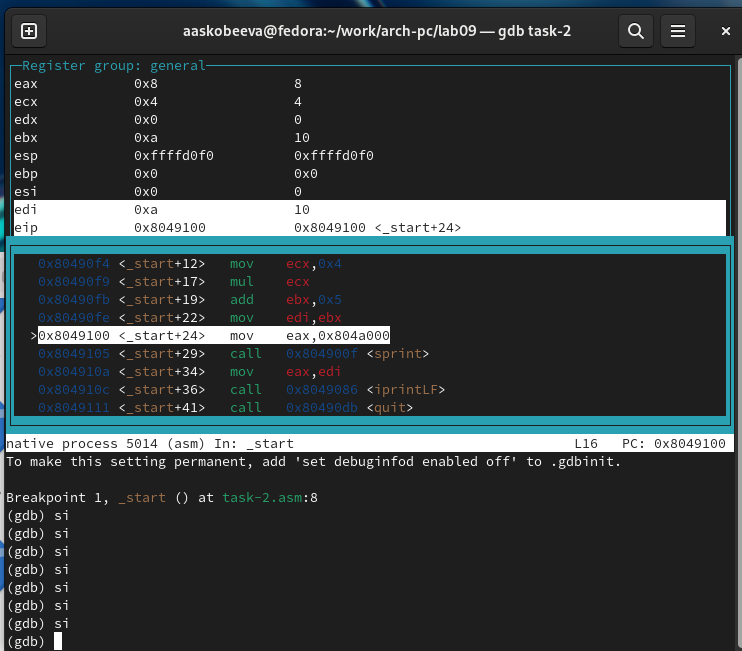 aaskobeeva@fedora:~/work/arch-pc/lab09 — gdb task-2
Register group: general
eax 0x8 8
ecx 0x4 4
edx 0x0 0
ebx 0xa 10
esp 0xffffd0f0 0xffffd0f0
ebp 0x0 0x0
esi 0x0 0
edi 0xa 10
eip 0x8049100 0x8049100 <_start+24>
0x80490f4 <_start+12> mov ecx,0x4
0x80490f9 <_start+17> mul ecx
0x80490fb <_start+19> add ebx,0x5
0x80490fe <_start+22> mov edi,ebx
>0x8049100 <_start+24> mov eax,0x804a000
0x8049105 <_start+29> call 0x804900f <sprint>
0x804910a <_start+34> mov eax,edi
0x804910c <_start+36> call 0x8049086 <iprintLF>
0x8049111 <_start+41> call 0x80490db <quit>
native process 5014 (asm) In: _start L16 PC: 0x8049100
To make this setting permanent, add 'set debuginfod enabled off' to .gdbinit.
Breakpoint 1, _start () at task-2.asm:8
(gdb) si
(gdb) si
(gdb) si
(gdb) si
(gdb) si
(gdb) si
(gdb) si
(gdb)